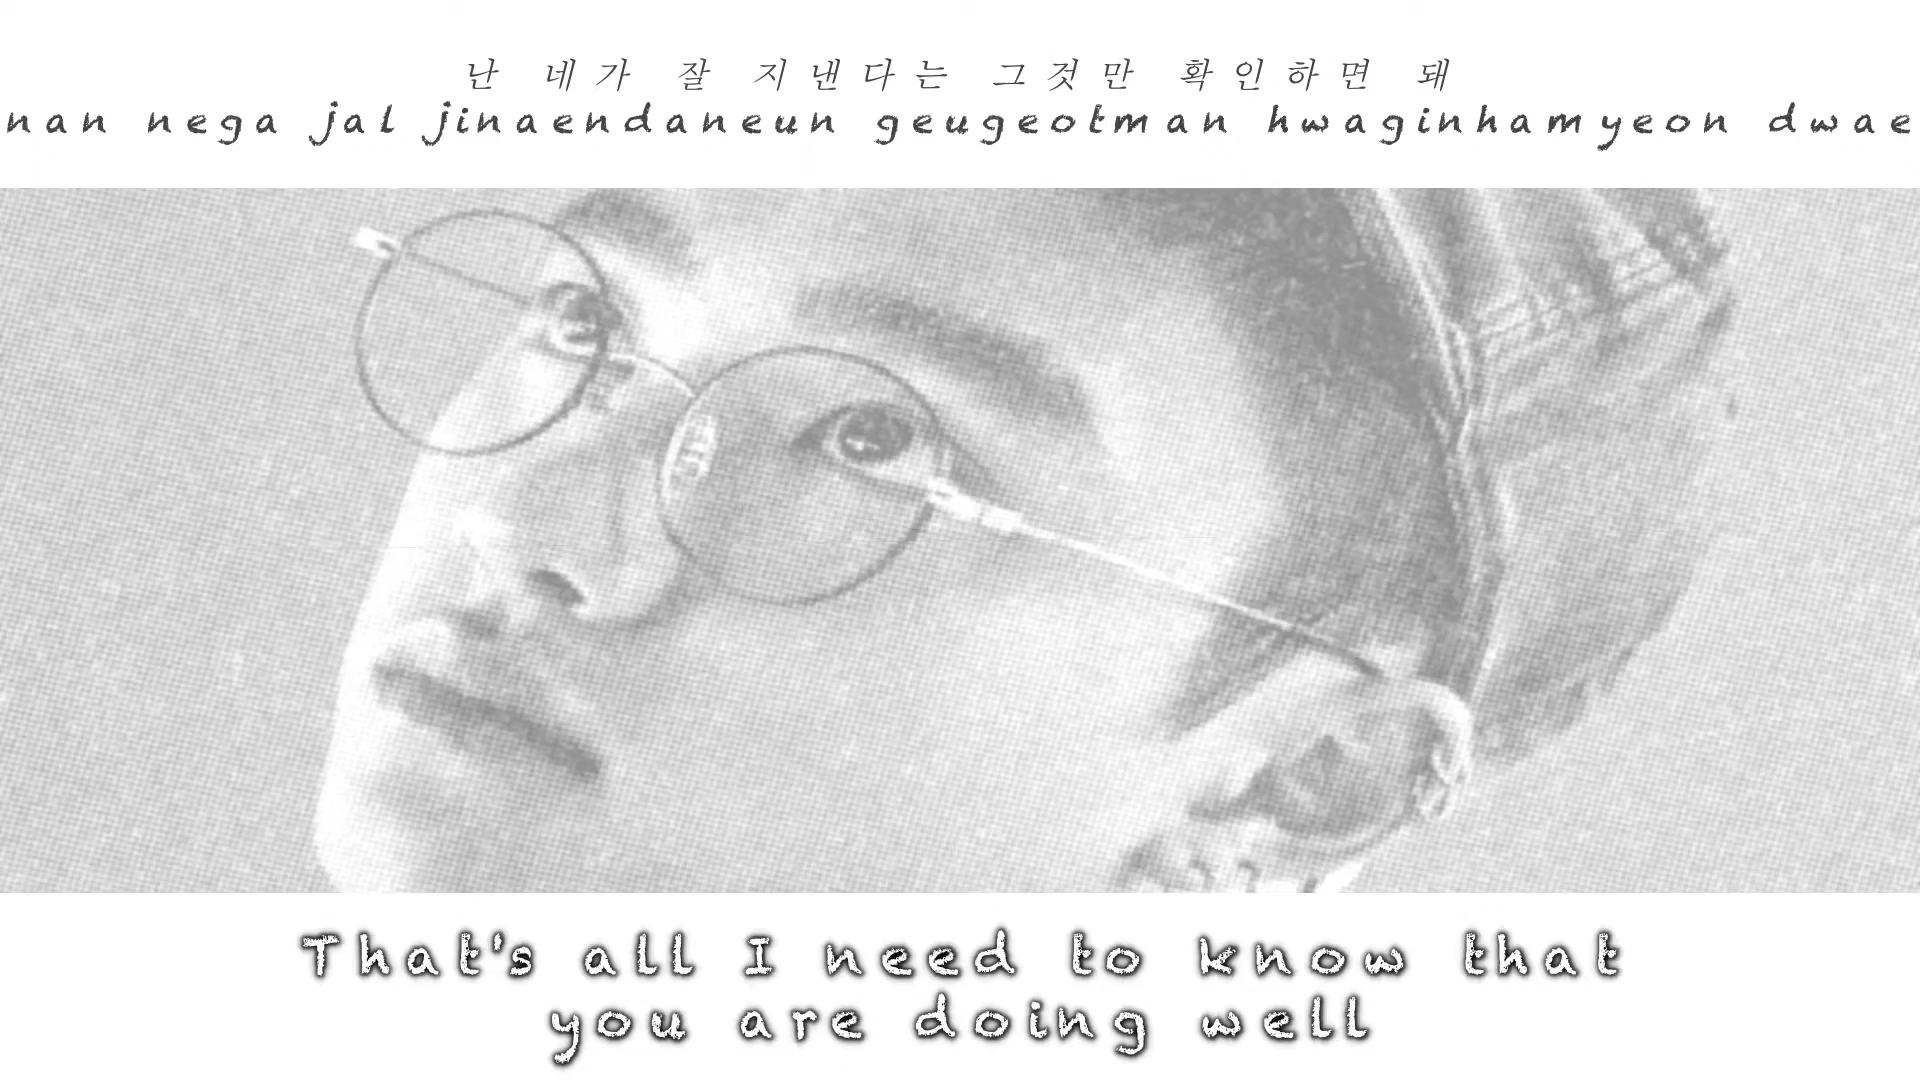 난 네가 잘 지낸다는 그것만 확인하면 돼
nan nega jal jinaendaneun geugeotman hwaginhamyeon dwae
That's all I need to know that
you are doing well